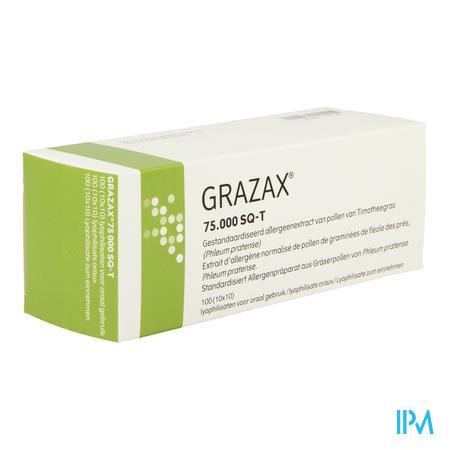 GRAZAX®
75.000 SQ-T
Gestandaardiseerd allergeenextract van pollen van Timotheegras
(Phleum pratense)
Extrait d'allergène normalisé de pollen de graminées de fleole des prés.
Phleum pratense.
Standardisiert Allergenpräparat aus Gräserpollen von Phleum pratense
100 (10x10)
lyophilisaten voor oraal gebruik/lyophilisats oraux/Lyophilisate zum einnehmen
GRAZAX® 75 000 SQ-T
100 (10x10) lyophilisaten voor oraal gebruik
100 (10x10) lyophilisats oraux
100 (10x10) Lyophilisate zum einnehmen
IPM